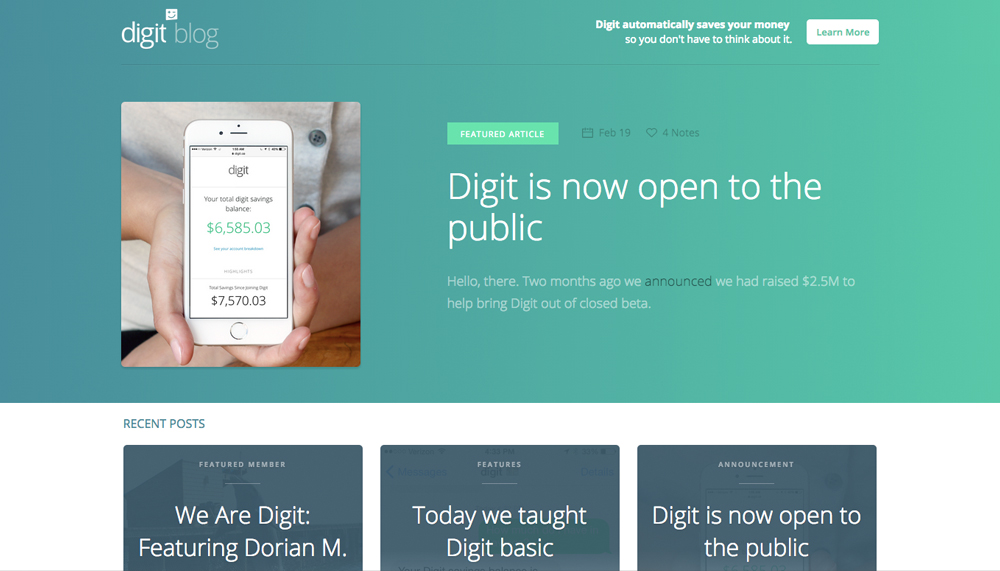 digit blog
Digit automatically saves your money
so you don't have to think about it.
Learn More
digit
Your total digit savings
balance:
$6,585.03
See your account breakdown
HIGHLIGHTS
Total Savings Since Joining Digit
$7,570.03
FEATURED ARTICLE
Feb 19
4 Notes
Digit is now open to the
public
Hello, there. Two months ago we announced we had raised $2.5M to
help bring Digit out of closed beta.
RECENT POSTS
FEATURED MEMBER
We Are Digit:
Featuring Dorian M.
FEATURES
Today we taught
Digit basic
ANNOUNCEMENT
Digit is now open to
the public